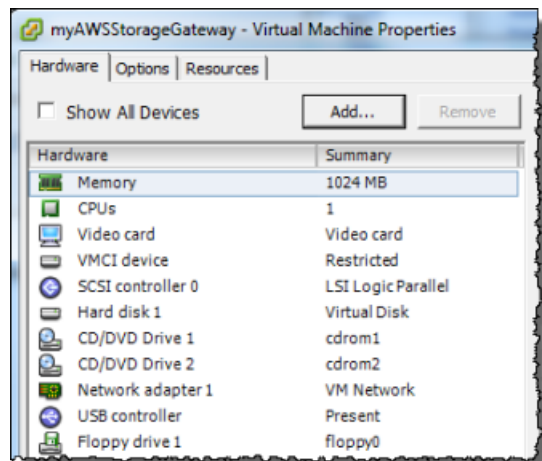 myAWSStorageGateway - Virtual Machine Properties
Hardware Options Resources
Show All Devices Add... Remove
Hardware Summary
Memory 1024 MB
CPUs 1
Video card Video card
VMCI device Restricted
SCSI controller 0 LSI Logic Parallel
Hard disk 1 Virtual Disk
CD/DVD Drive 1 cdrom1
CD/DVD Drive 2 cdrom2
Network adapter 1 VM Network
USB controller Present
Floppy drive 1 floppy0